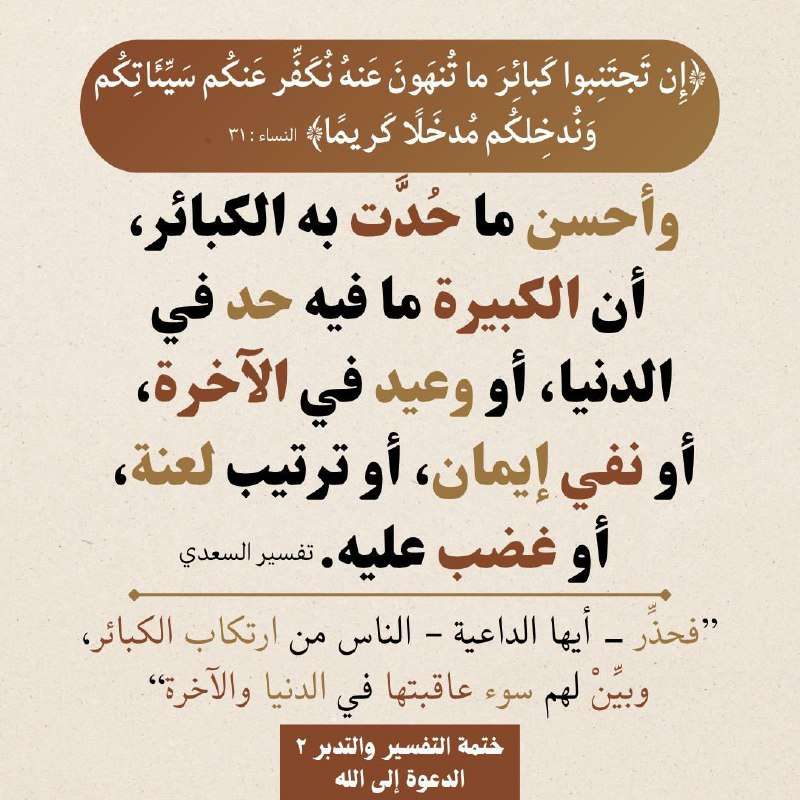 ﴿إِن تَجتَنِبوا كَبائِرَ ما تُنهَونَ عَنهُ نُكَفِّر عَنكُم سَيِّئَاتِكُم
وَنُدخِلكُم مُدخَلًا كَريمًا﴾ النساء : ٣١
وأحسن ما حُدَّت به الكبائر،
أن الكبيرة ما فيه حد في
الدنيا، أو وعيد في الآخرة،
أو نفي إيمان، أو ترتيب لعنة،
أو غضب عليه. تفسير السعدي
”فحذِّر – أيها الداعية – الناس من ارتكاب الكبائر،
وبيِّنْ لهم سوء عاقبتها في الدنيا والآخرة“
ختمة التفسير والتدبر ٢
الدعوة إلى الله